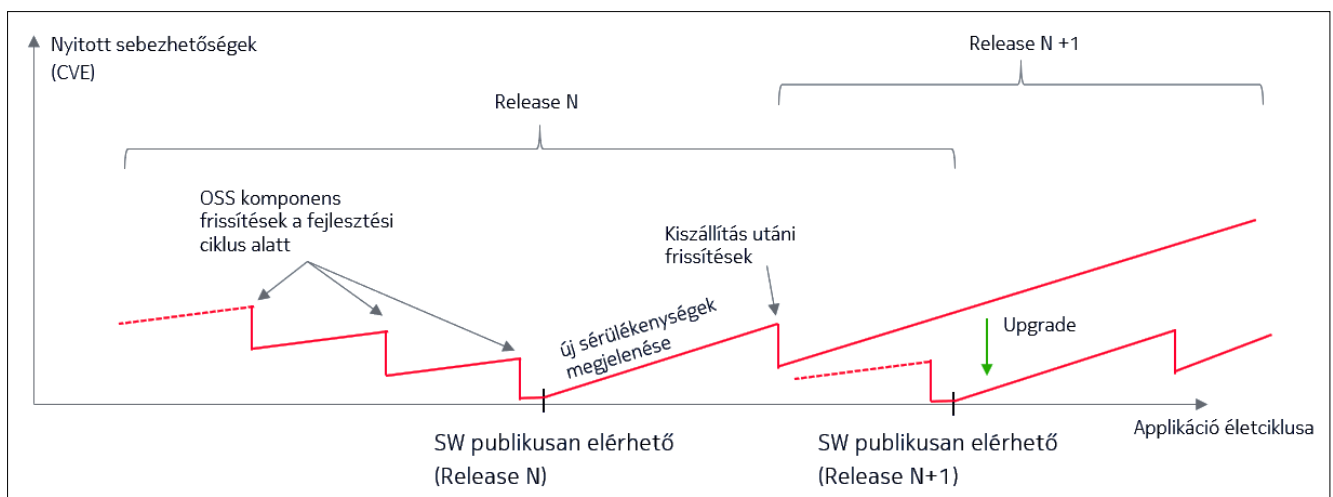 Nyitott sebezhetőségek
(CVE)
Release N +1
Release N
OSS komponens
frissítések a fejlesztési
ciklus alatt
Kiszállítás utáni
frissítések
új sérülékenységek
megjelenése
Upgrade
Applikáció életciklusa
SW publikusan elérhető
(Release N)
SW publikusan elérhető
(Release N+1)